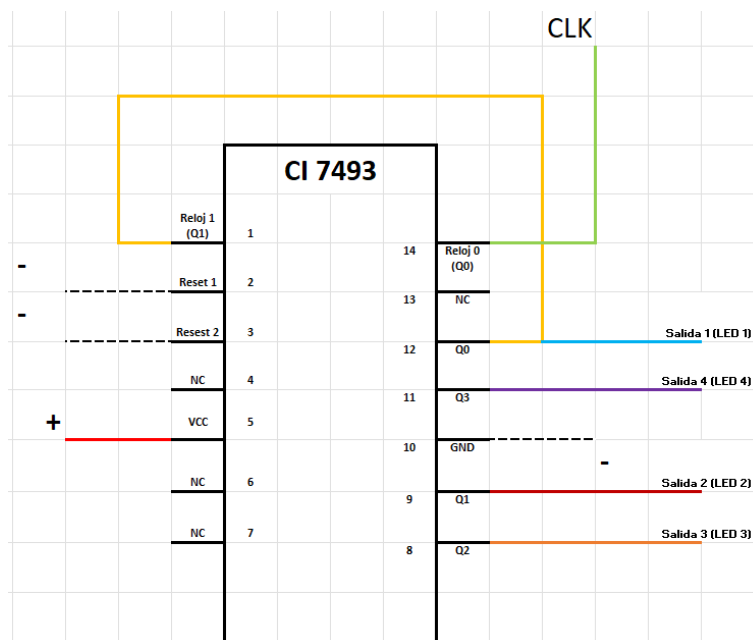 CLK
CI 7493
Reloj 1
(Q1)
1
14
Reloj 0
(Q0)
-
Reset 1
2
13
NC
-
Resest 2
3
12
Q0
Salida 1 (LED 1)
NC
4
11
Q3
Salida 4 (LED 4)
+
VCC
5
10
GND
-
NC
6
9
Q1
Salida 2 (LED 2)
NC
7
8
Q2
Salida 3 (LED 3)